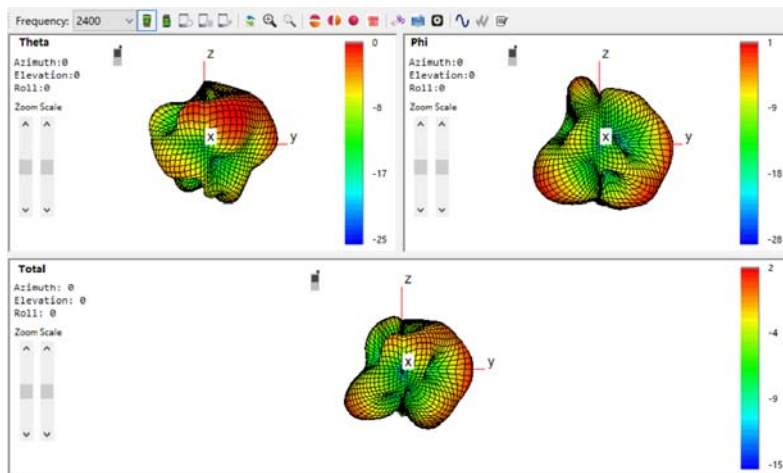 Frequency: 2400
Theta
Azimuth:0
Elevation:0
Roll:0
Zoom Scale
z
x
y
0
-8
-17
-25
Phi
Azimuth:0
Elevation:0
Roll:0
Zoom Scale
z
x
y
1
-9
-18
-28
Total
Azimuth: 0
Elevation: 0
Roll: 0
Zoom Scale
z
x
y
2
-4
-9
-15